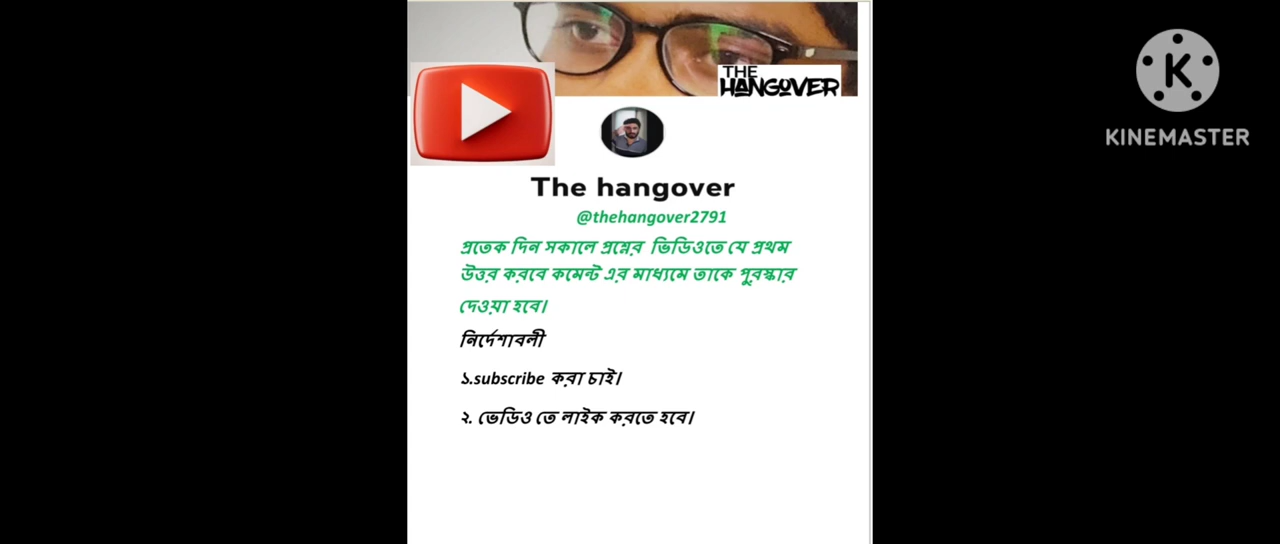 THE
HANGOVER
KINEMASTER
The hangover
@thehangover2791
প্রতেক দিন সকালে প্রশ্নের ভিডিওতে যে প্রথম
উত্তর করবে কমেন্ট এর মাধ্যমে তাকে পুরস্কার
দেওয়া হবে।
নির্দেশাবলী
১.subscribe করা চাই।
২. ভেডিও তে লাইক করতে হবে।